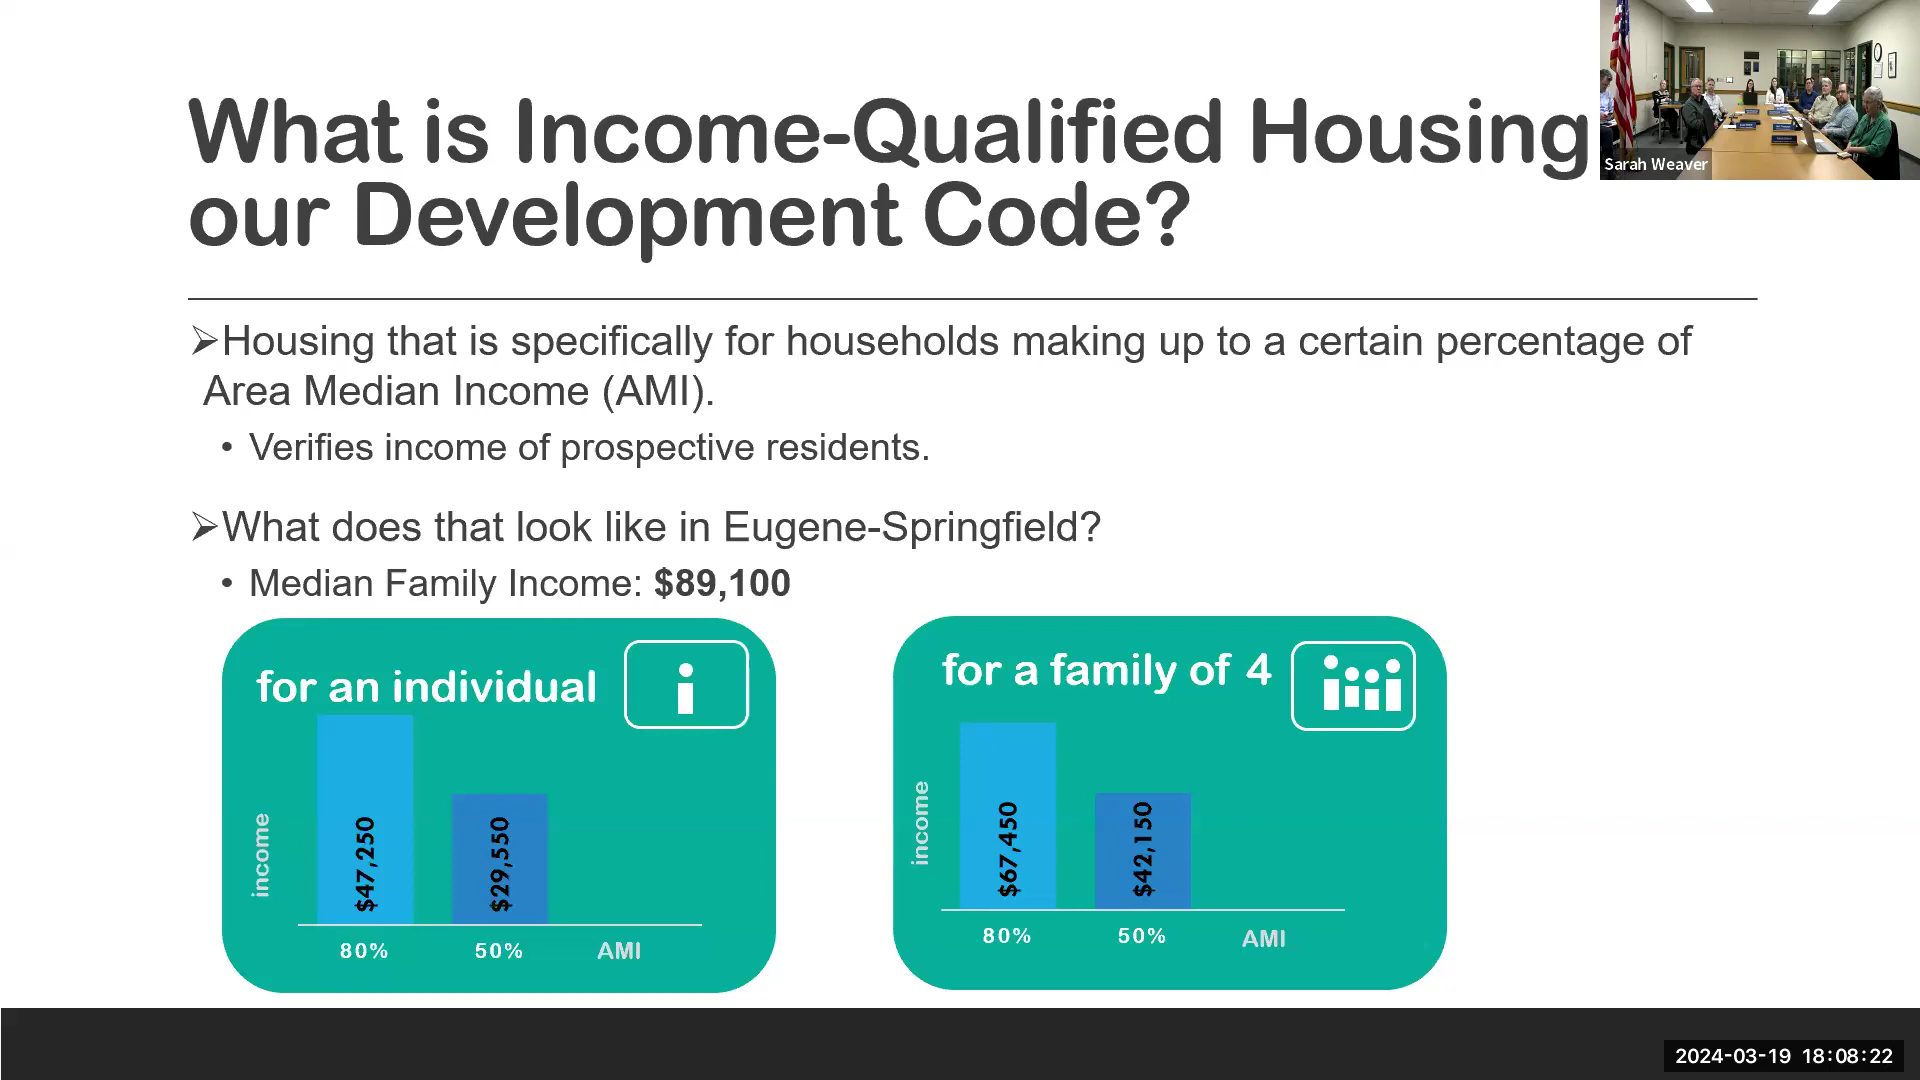 What is Income-Qualified Housing
our Development Code?
Sarah Weaver
➢Housing that is specifically for households making up to a certain percentage of
Area Median Income (AMI).
• Verifies income of prospective residents.
➢What does that look like in Eugene-Springfield?
• Median Family Income: $89,100
for an individual
income
$47,250
$29,550
80%
50%
AMI
for a family of 4
income
$67,450
$42,150
80%
50%
AMI
2024-03-19 18:08:22